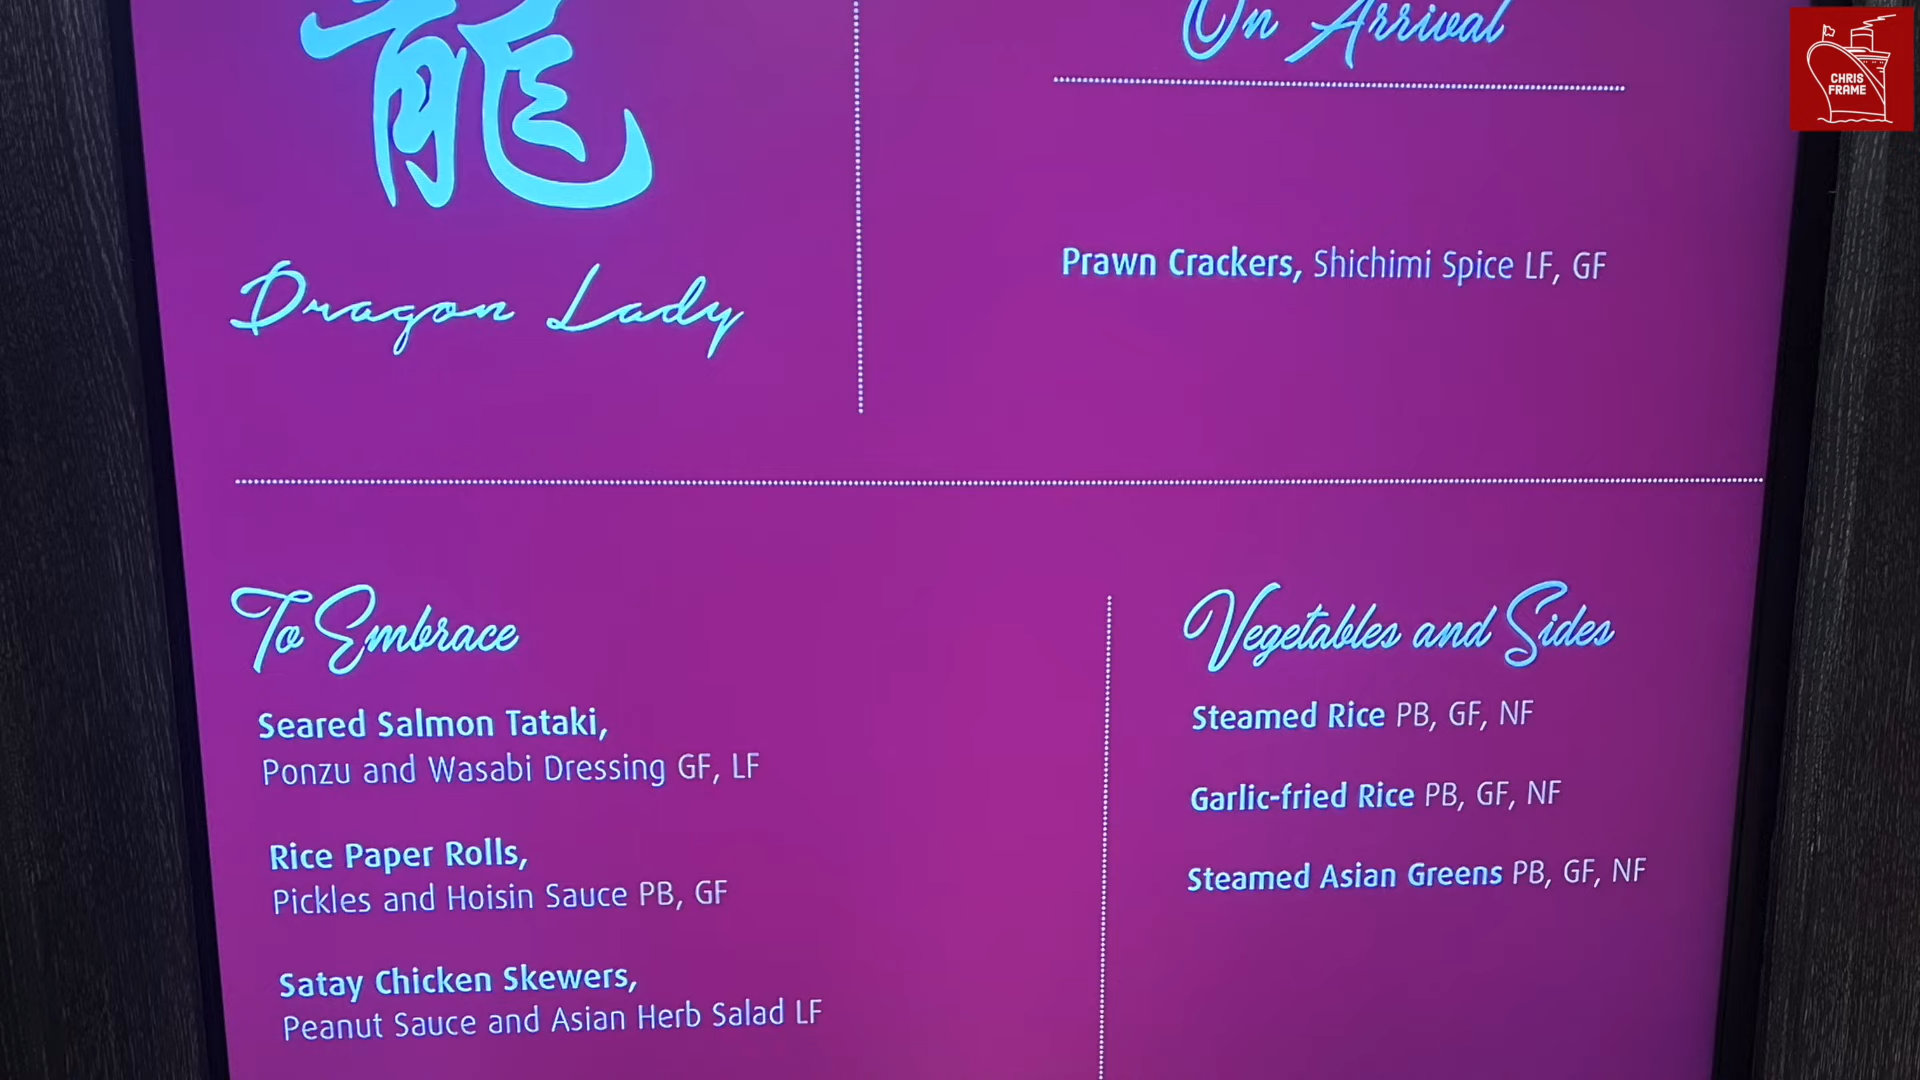 龍
Dragon Lady
On Arrival
Prawn Crackers, Shichimi Spice LF, GF
To Embrace
Seared Salmon Tataki,
Ponzu and Wasabi Dressing GF, LF
Rice Paper Rolls,
Pickles and Hoisin Sauce PB, GF
Satay Chicken Skewers,
Peanut Sauce and Asian Herb Salad LF
Vegetables and Sides
Steamed Rice PB, GF, NF
Garlic-fried Rice PB, GF, NF
Steamed Asian Greens PB, GF, NF
CHRIS
FRAME